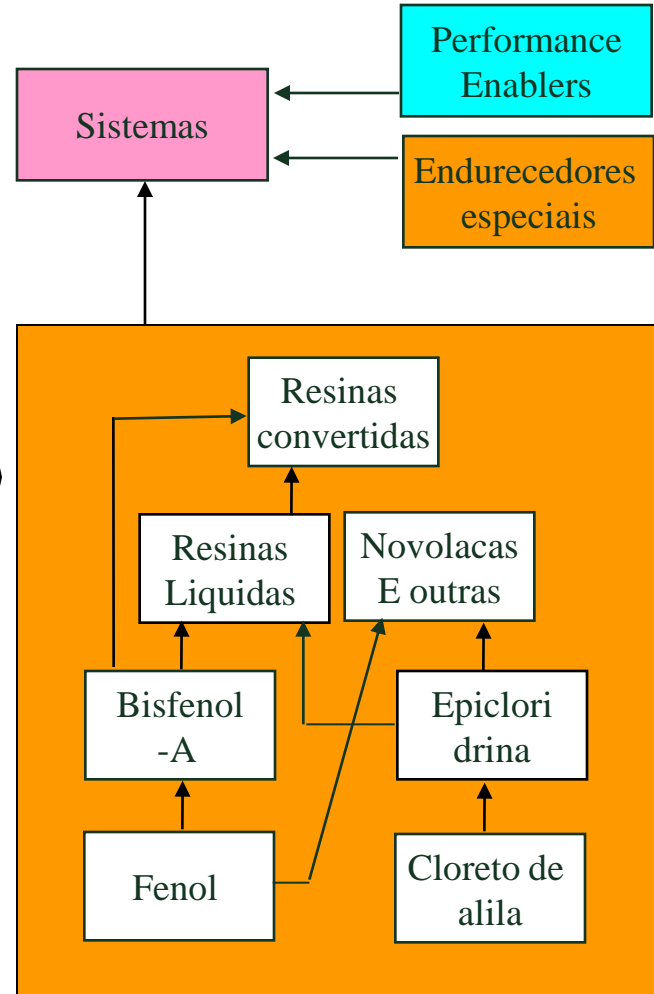 Performance
Enablers
Sistemas
Endurecedores
especiais
Resinas
convertidas
Resinas
Liquidas
Novolacas
E outras
Bisfenol
-A
Epiclori
drina
Fenol
Cloreto de
alila
)